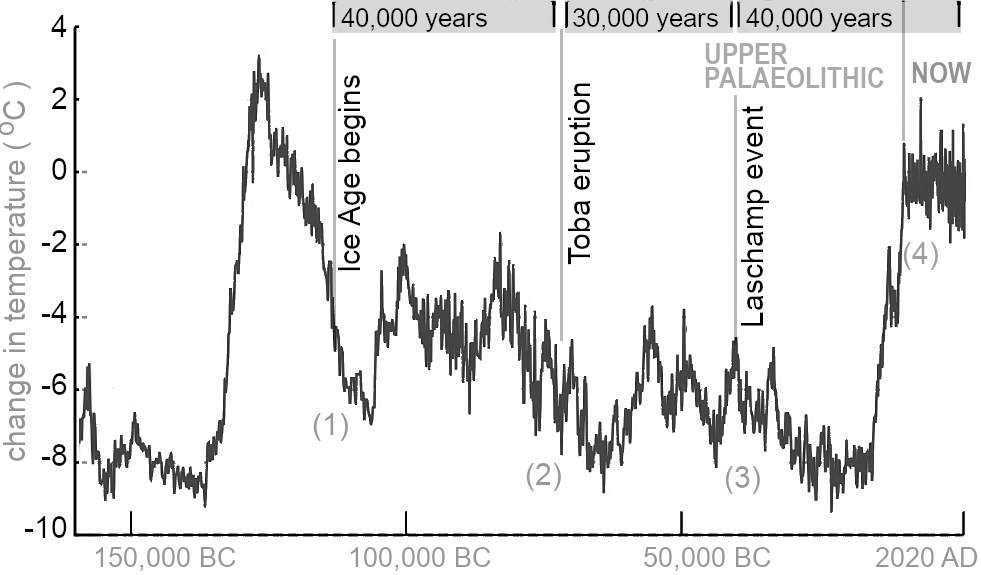 40,000 years
30,000 years
40,000 years
UPPER
PALAEOLITHIC
NOW
change in temperature ( °C )
4
2
0
-2
-4
-6
-8
-10
Ice Age begins
Toba eruption
Laschamp event
(1)
(2)
(3)
(4)
150,000 BC
100,000 BC
50,000 BC
2020 AD